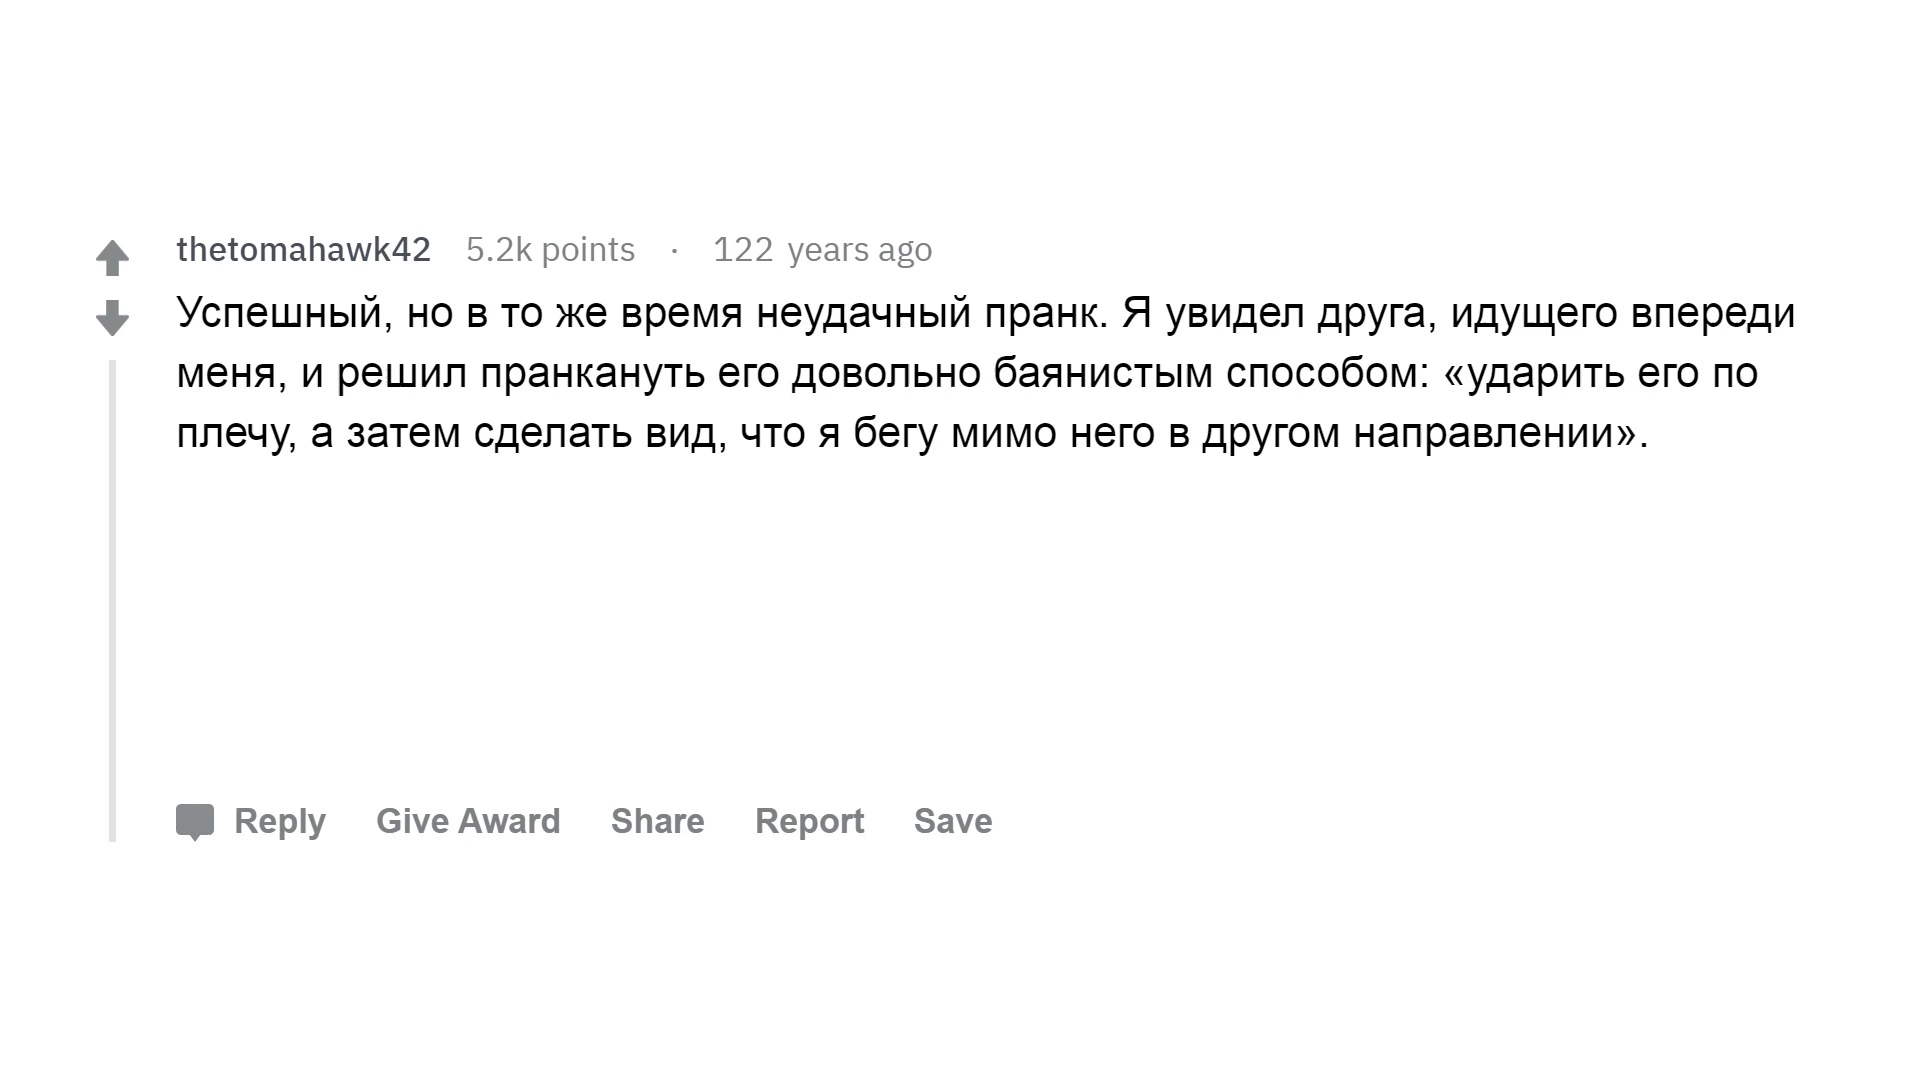 thetomahawk42 5.2k points · 122 years ago
Успешный, но в то же время неудачный пранк. Я увидел друга, идущего впереди
меня, и решил пранкануть его довольно баянистым способом: «ударить его по
плечу, а затем сделать вид, что я бегу мимо него в другом направлении».
Reply Give Award Share Report Save